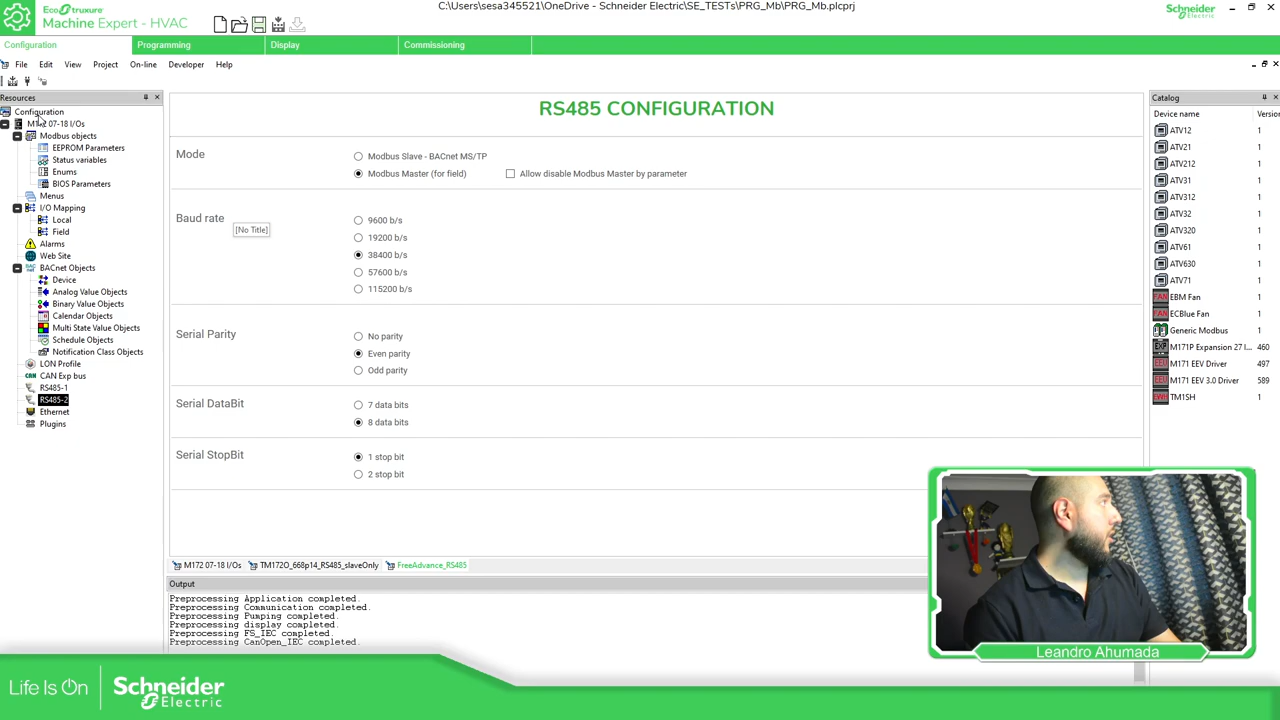 C:\Users\sesa345521\OneDrive - Schneider Electric\SE_TESTs\PRG_Mb\PRG_Mb.plcprj
EcoStruxure
Machine Expert - HVAC
Schneider Electric
Configuration
Programming
Display
Commissioning
File Edit View Project On-line Developer Help
Resources
Configuration
M172 07-18 I/Os
Modbus objects
EEPROM Parameters
Status variables
Enums
BIOS Parameters
Menus
I/O Mapping
Local
Field
Alarms
Web Site
BACnet Objects
Device
Analog Value Objects
Binary Value Objects
Calendar Objects
Multi State Value Objects
Schedule Objects
Notification Class Objects
LON Profile
CAN Exp bus
RS485-1
RS485-2
Ethernet
Plugins
RS485 CONFIGURATION
Mode
Modbus Slave - BACnet MS/TP
Modbus Master (for field)
Allow disable Modbus Master by parameter
Baud rate
[No Title]
9600 b/s
19200 b/s
38400 b/s
57600 b/s
115200 b/s
Serial Parity
No parity
Even parity
Odd parity
Serial DataBit
7 data bits
8 data bits
Serial StopBit
1 stop bit
2 stop bit
M172 07-18 I/Os
TM172O_668p14_RS485_slaveOnly
FreeAdvance_RS485
Output
Preprocessing Application completed.
Preprocessing Communication completed.
Preprocessing Pumping completed.
Preprocessing display completed.
Preprocessing FS_IEC completed.
Preprocessing CanOpen_IEC completed.
Catalog
Device name Versio
ATV12 1
ATV21 1
ATV212 1
ATV31 1
ATV312 1
ATV32 1
ATV320 1
ATV61 1
ATV630 1
ATV71 1
EBM Fan 1
ECBlue Fan 1
Generic Modbus 1
M171P Expansion 27 I... 460
M171 EEV Driver 497
M171 EEV 3.0 Driver 589
TM1SH 1
Leandro Ahumada
Life Is On
Schneider Electric